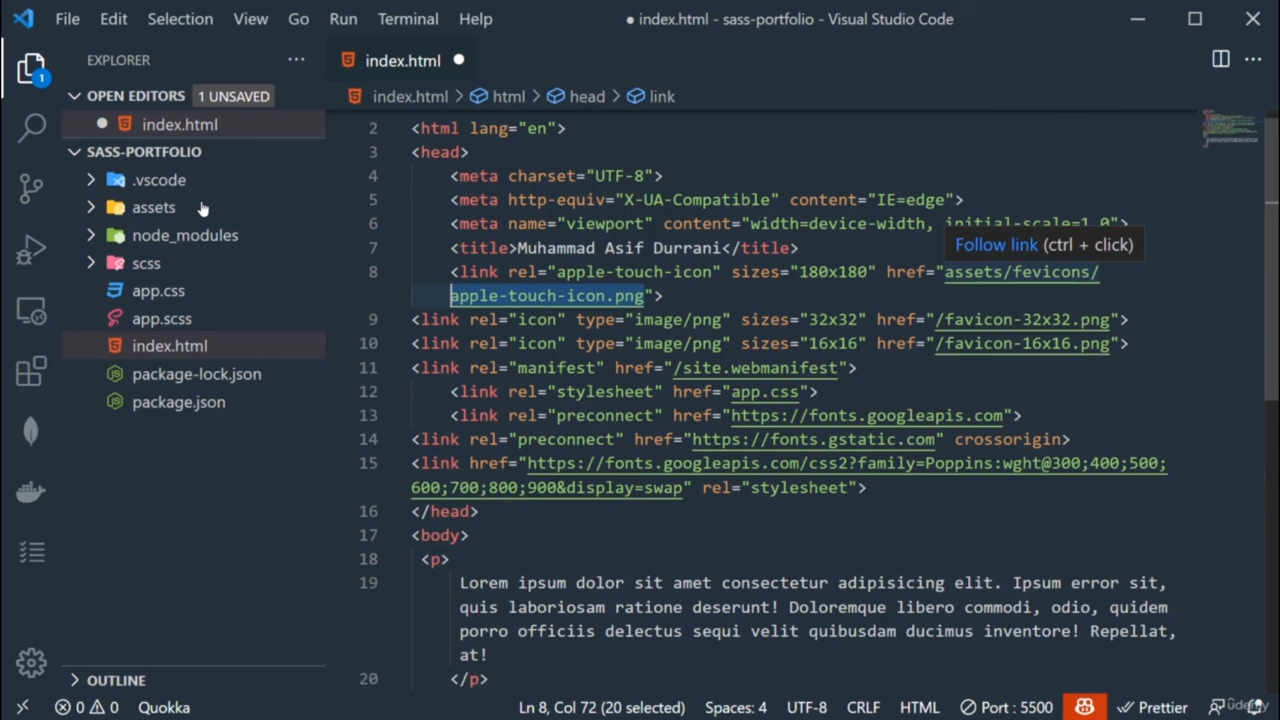 File Edit Selection View Go Run Terminal Help
● index.html - sass-portfolio - Visual Studio Code
EXPLORER
OPEN EDITORS 1 UNSAVED
index.html
SASS-PORTFOLIO
.vscode
assets
node_modules
scss
app.css
app.scss
index.html
package-lock.json
package.json
OUTLINE
1
index.html
index.html > html > head > link
2 <html lang="en">
3 <head>
4 <meta charset="UTF-8">
5 <meta http-equiv="X-UA-Compatible" content="IE=edge">
6 <meta name="viewport" content="width=device-width, initial-scale=1.0">
Follow link (ctrl + click)
7 <title>Muhammad Asif Durrani</title>
8 <link rel="apple-touch-icon" sizes="180x180" href="assets/fevicons/
apple-touch-icon.png">
9 <link rel="icon" type="image/png" sizes="32x32" href="/favicon-32x32.png">
10 <link rel="icon" type="image/png" sizes="16x16" href="/favicon-16x16.png">
11 <link rel="manifest" href="/site.webmanifest">
12 <link rel="stylesheet" href="app.css">
13 <link rel="preconnect" href="https://fonts.googleapis.com">
14 <link rel="preconnect" href="https://fonts.gstatic.com" crossorigin>
15 <link href="https://fonts.googleapis.com/css2?family=Poppins:wght@300;400;500;
600;700;800;900&display=swap" rel="stylesheet">
16 </head>
17 <body>
18 <p>
19 Lorem ipsum dolor sit amet consectetur adipisicing elit. Ipsum error sit,
quis laboriosam ratione deserunt! Doloremque libero commodi, odio, quidem
porro officiis delectus sequi velit quibusdam ducimus inventore! Repellat,
at!
20 </p>
0 0 Quokka Ln 8, Col 72 (20 selected) Spaces: 4 UTF-8 CRLF HTML Port : 5500 Prettier
ûdemy